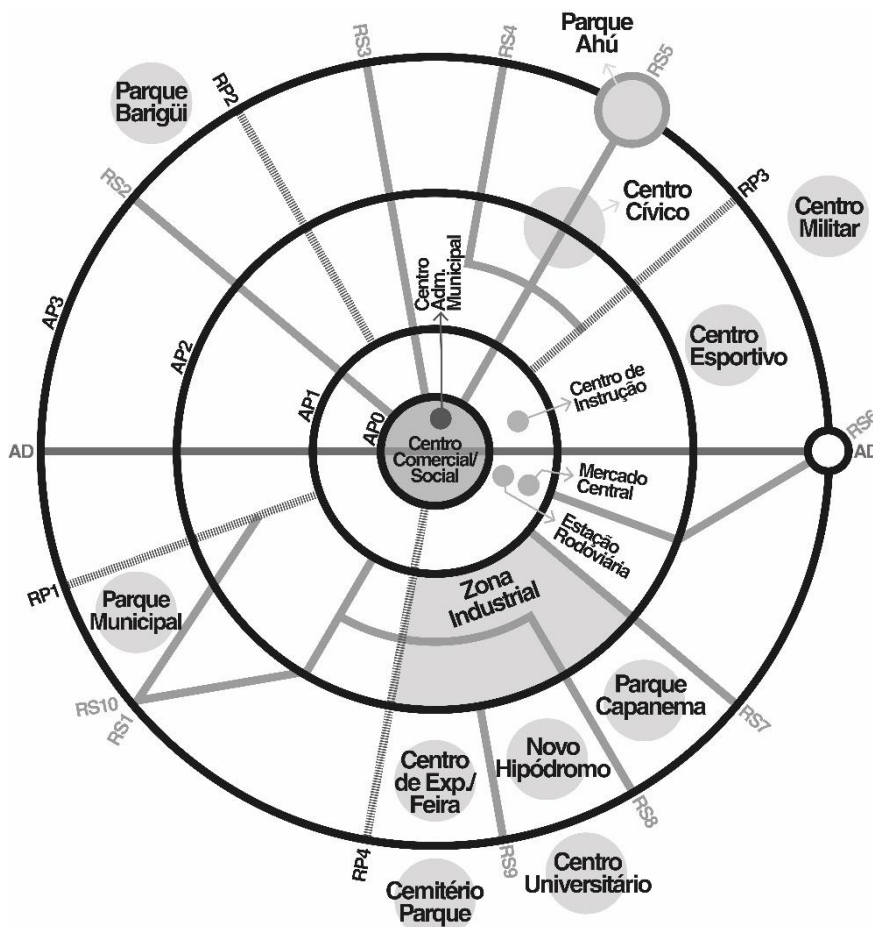 Parque
Ahú
RS3
RS4
RS5
Parque
Barigüi
RP2
RS2
Centro
Cívico
RP3
Centro
Militar
Centro
Adm.
Municipal
AP3
AP2
AP1
AP0
Centro
Esportivo
Centro de
Instrução
AD
Centro
Comercial/
Social
RS6
AD
Mercado
Central
Estação
Rodoviária
RP1
Parque
Municipal
Zona
Industrial
RS10
RS1
Parque
Capanema
RS7
Centro
de Exp./
Feira
Novo
Hipódromo
RS8
RP4
RS9
Cemitério
Parque
Centro
Universitário